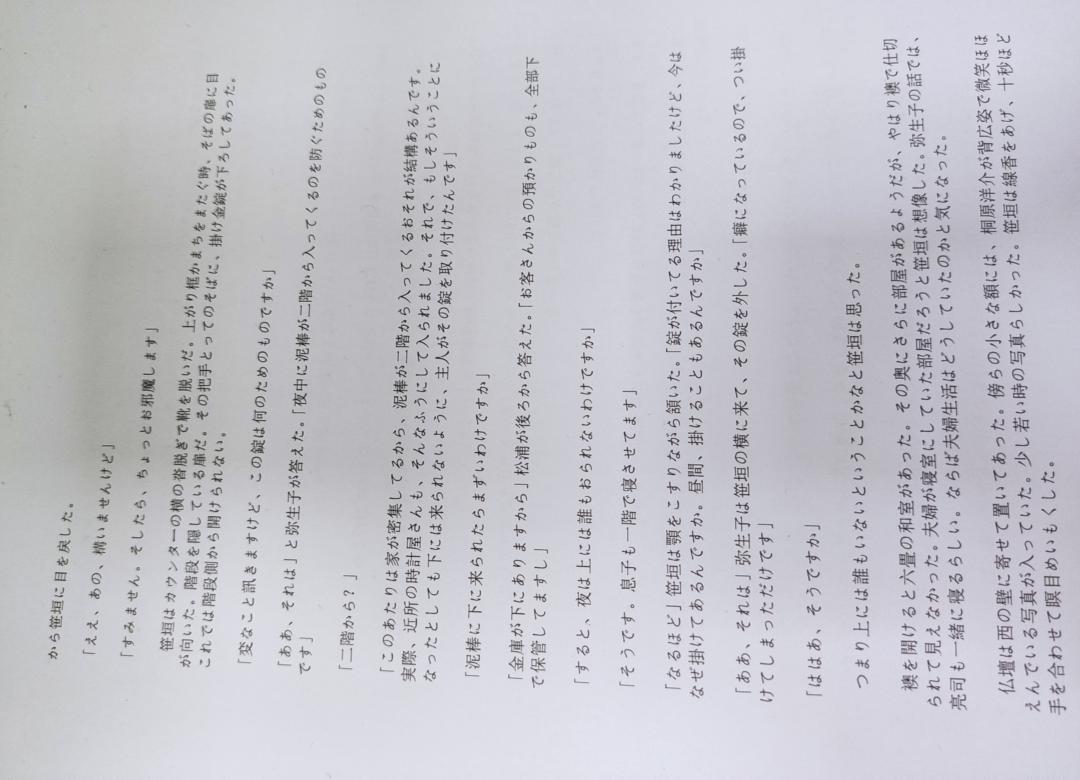 から笹垣に目を戻した。
「ええ、あの、構いませんけど」
「すみません。そしたら、ちょっとお邪魔します」
笹垣はカウンターの横の沓脱ぎで靴を脱いだ。上がり框かまちをまたぐ時、そばの扉に目
が向いた。階段を隠している扉だ。その把手とってのそばに、掛け金錠が下ろしてあった。
これでは階段側から開けられない。
「変なこと訊きますけど、この錠は何のためのものですか」
「ああ、それは」と弥生子が答えた。「夜中に泥棒が二階から入ってくるのを防ぐためのもの
です」
「二階から？」
「このあたりは家が密集してるから、泥棒が二階から入ってくるおそれが結構あるんです。
実際、近所の時計屋さんも、そんなふうにして入られました。それで、もしそういうことに
なったとしても下には来られないように、主人がその錠を取り付けたんです」
「泥棒に下に来られたらまずいわけですか」
「金庫が下にありますから」松浦が後ろから答えた。「お客さんからの預かりものも、全部下
で保管してますし」
「すると、夜は上には誰もおられないわけですか」
「そうです。息子も一階で寝させてます」
「なるほど」笹垣は顎をこすりながら頷いた。「錠が付いてる理由はわかりましたけど、今は
なぜ掛けてあるんですか。昼間、掛けることもあるんですか」
「ああ、それは」弥生子は笹垣の横に来て、その錠を外した。「癖になっているので、つい掛
けてしまっただけです」
「ははあ、そうですか」
つまり上には誰もいないということかなと笹垣は思った。
襖を開けると六畳の和室があった。その奥にさらに部屋があるようだが、やはり襖で仕切
られて見えなかった。夫婦が寝室にしていた部屋だろうと笹垣は想像した。弥生子の話では、
亮司も一緒に寝るらしい。ならば夫婦生活はどうしていたのかと気になった。
仏壇は西の壁に寄せて置いてあった。傍らの小さな額には、桐原洋介が背広姿で微笑ほほ
えんでいる写真が入っていた。少し若い時の写真らしかった。笹垣は線香をあげ、十秒ほど
手を合わせて瞑目めいもくした。